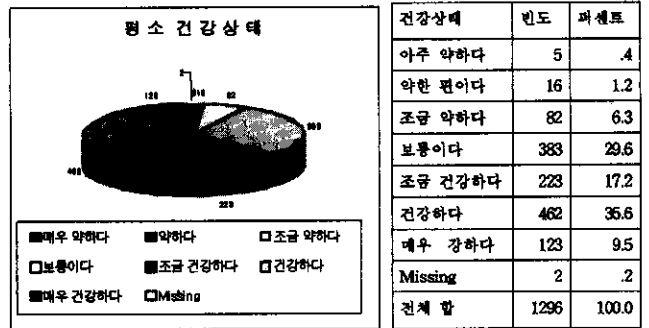 평소 건강상태
2
5 16
82
123
383
462
223
매우 약하다 약하다 조금 약하다
보통이다 조금 건강하다 건강하다
매우 건강하다 Missing
건강상태 빈도 퍼센트
아주 약하다 5 .4
약한 편이다 16 1.2
조금 약하다 82 6.3
보통이다 383 29.6
조금 건강하다 223 17.2
건강하다 462 35.6
매우 강하다 123 9.5
Missing 2 .2
전체 합 1296 100.0